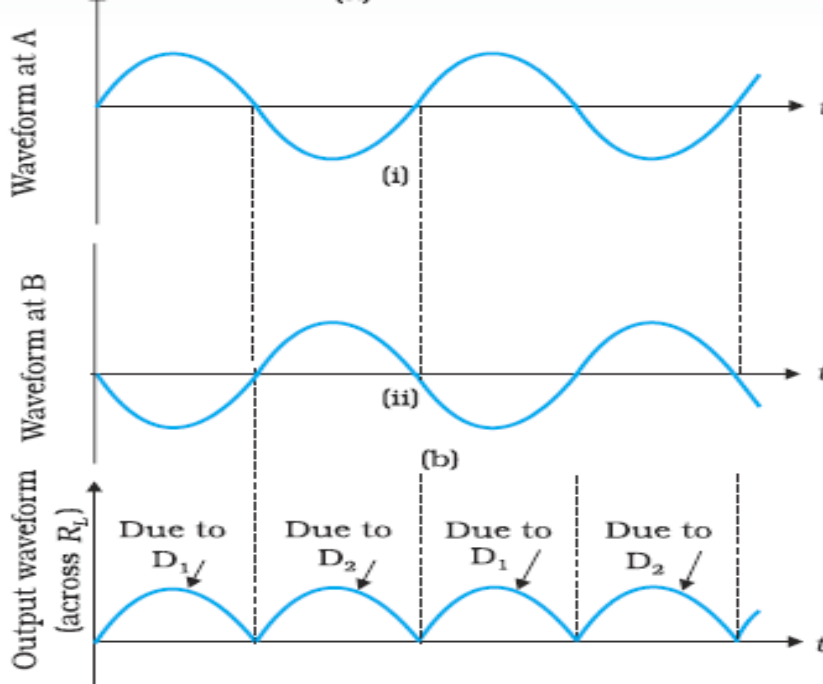 Waveform at A
(i)
Waveform at B
(ii)
(b)
Output waveform
(across R_L)
Due to
D₁
Due to
D₂
Due to
D₁
Due to
D₂
t